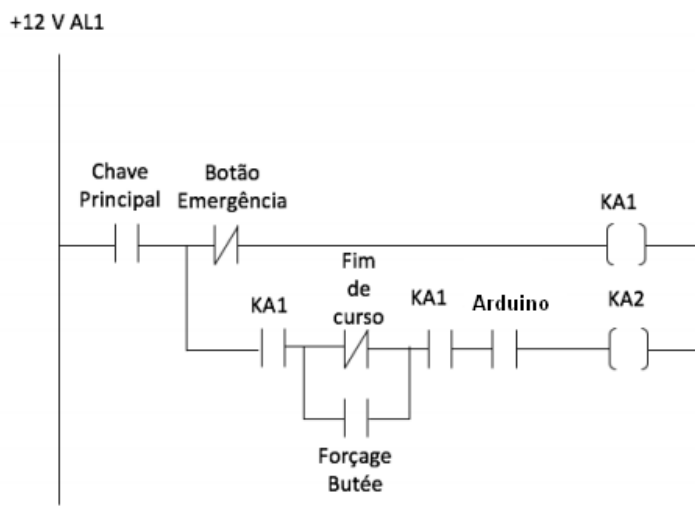 +12 V AL1
Chave
Principal
Botão
Emergência
KA1
Fim
de
curso
KA1
KA1
Arduino
KA2
Forçage
Butée